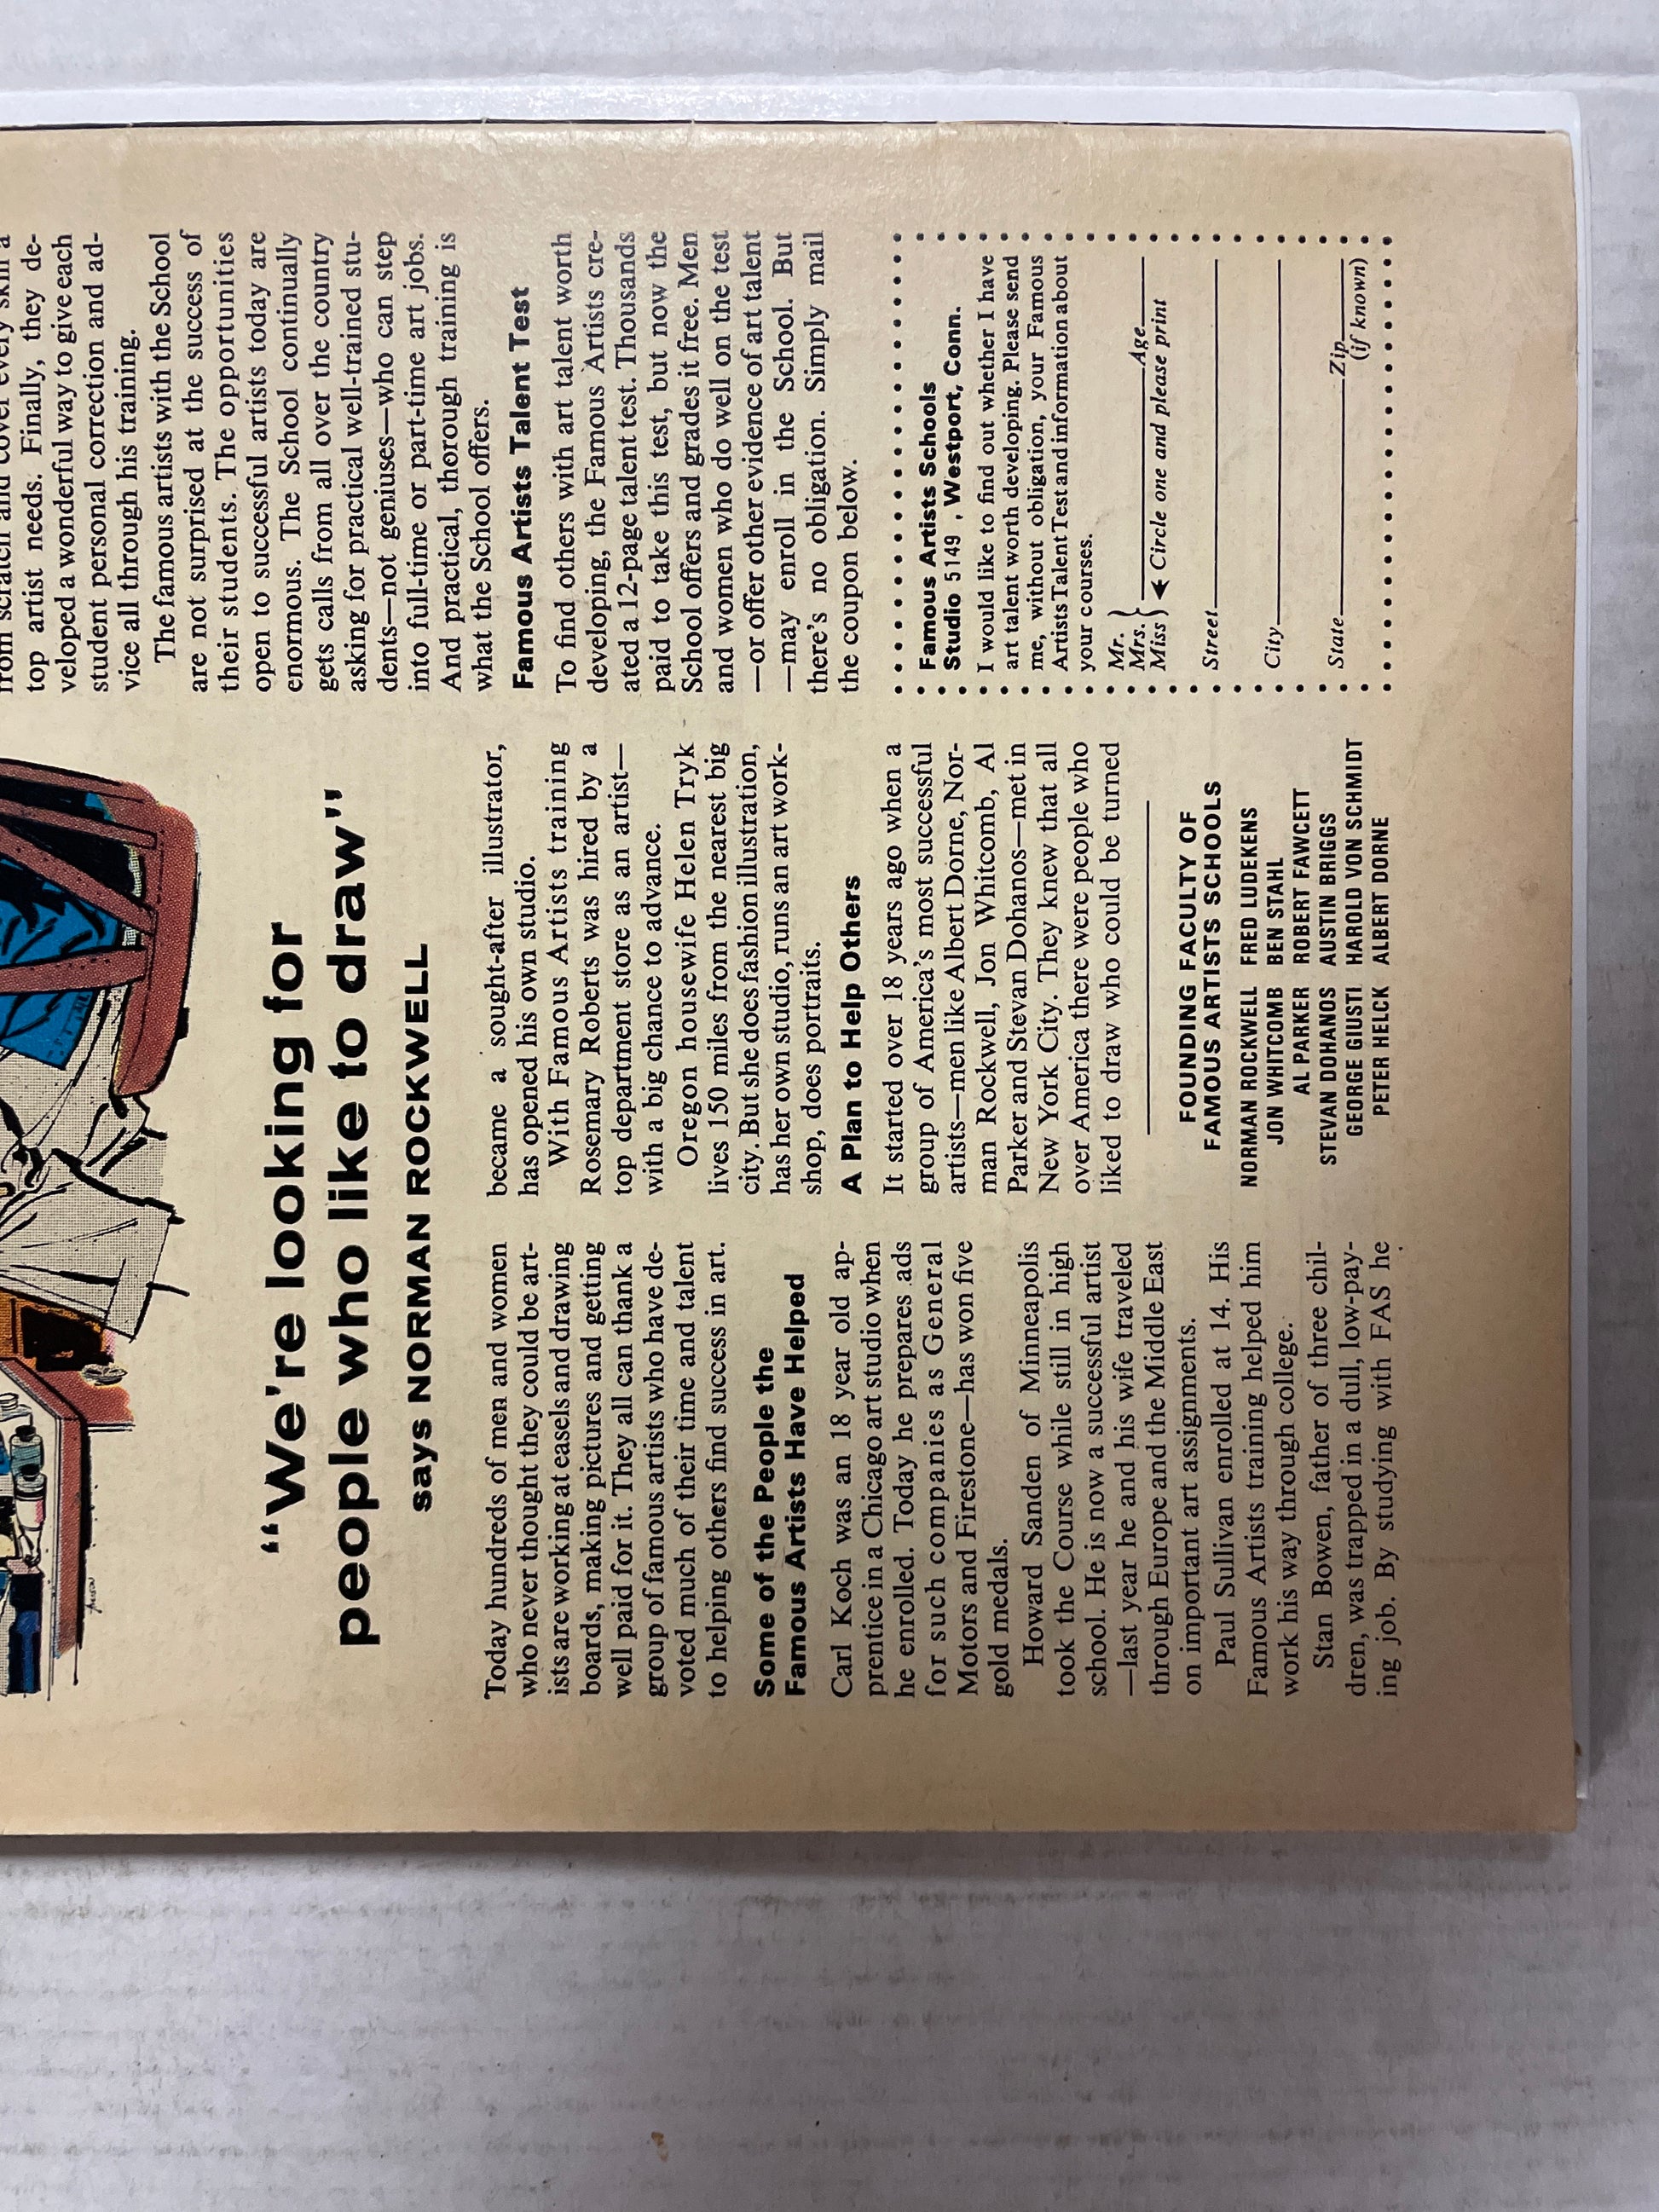 “We’re looking for
people who like to draw”
says NORMAN ROCKWELL
Today hundreds of men and women
who never thought they could be art-
ists are working at easels and drawing
boards, making pictures and getting
well paid for it. They all can thank a
group of famous artists who have de-
voted much of their time and talent
to helping others find success in art.
Some of the People the
Famous Artists Have Helped
Carl Koch was an 18 year old ap-
prentice in a Chicago art studio when
he enrolled. Today he prepares ads
for such companies as General
Motors and Firestone—has won five
gold medals.
Howard Sanden of Minneapolis
took the Course while still in high
school. He is now a successful artist
—last year he and his wife traveled
through Europe and the Middle East
on important art assignments.
Paul Sullivan enrolled at 14. His
Famous Artists training helped him
work his way through college.
Stan Bowen, father of three chil-
dren, was trapped in a dull, low-pay-
ing job. By studying with FAS he
became a sought-after illustrator,
has opened his own studio.
With Famous Artists training
Rosemary Roberts was hired by a
top department store as an artist—
with a big chance to advance.
Oregon housewife Helen Tryk
lives 150 miles from the nearest big
city. But she does fashion illustration,
has her own studio, runs an art work-
shop, does portraits.
A Plan to Help Others
It started over 18 years ago when a
group of America’s most successful
artists—men like Albert Dorne, Nor-
man Rockwell, Jon Whitcomb, Al
Parker and Stevan Dohanos—met in
New York City. They knew that all
over America there were people who
liked to draw who could be turned
FOUNDING FACULTY OF
FAMOUS ARTISTS SCHOOLS
NORMAN ROCKWELL FRED LUDEKENS
JON WHITCOMB BEN STAHL
AL PARKER ROBERT FAWCETT
STEVAN DOHANOS AUSTIN BRIGGS
GEORGE GIUSTI HAROLD VON SCHMIDT
PETER HELCK ALBERT DORNE
from scratch and cover every skill a
top artist needs. Finally, they de-
veloped a wonderful way to give each
student personal correction and ad-
vice all through his training.
The famous artists with the School
are not surprised at the success of
their students. The opportunities
open to successful artists today are
enormous. The School continually
gets calls from all over the country
asking for practical well-trained stu-
dents—not geniuses—who can step
into full-time or part-time art jobs.
And practical, thorough training is
what the School offers.
Famous Artists Talent Test
To find others with art talent worth
developing, the Famous Artists cre-
ated a 12-page talent test. Thousands
paid to take this test, but now the
School offers and grades it free. Men
and women who do well on the test
—or offer other evidence of art talent
—may enroll in the School. But
there’s no obligation. Simply mail
the coupon below.
Famous Artists Schools
Studio 5149 , Westport, Conn.
I would like to find out whether I have
art talent worth developing. Please send
me, without obligation, your Famous
Artists Talent Test and information about
your courses.
Mr.
Mrs. Age
Miss ◄ Circle one and please print
Street
City
State Zip
(if known)